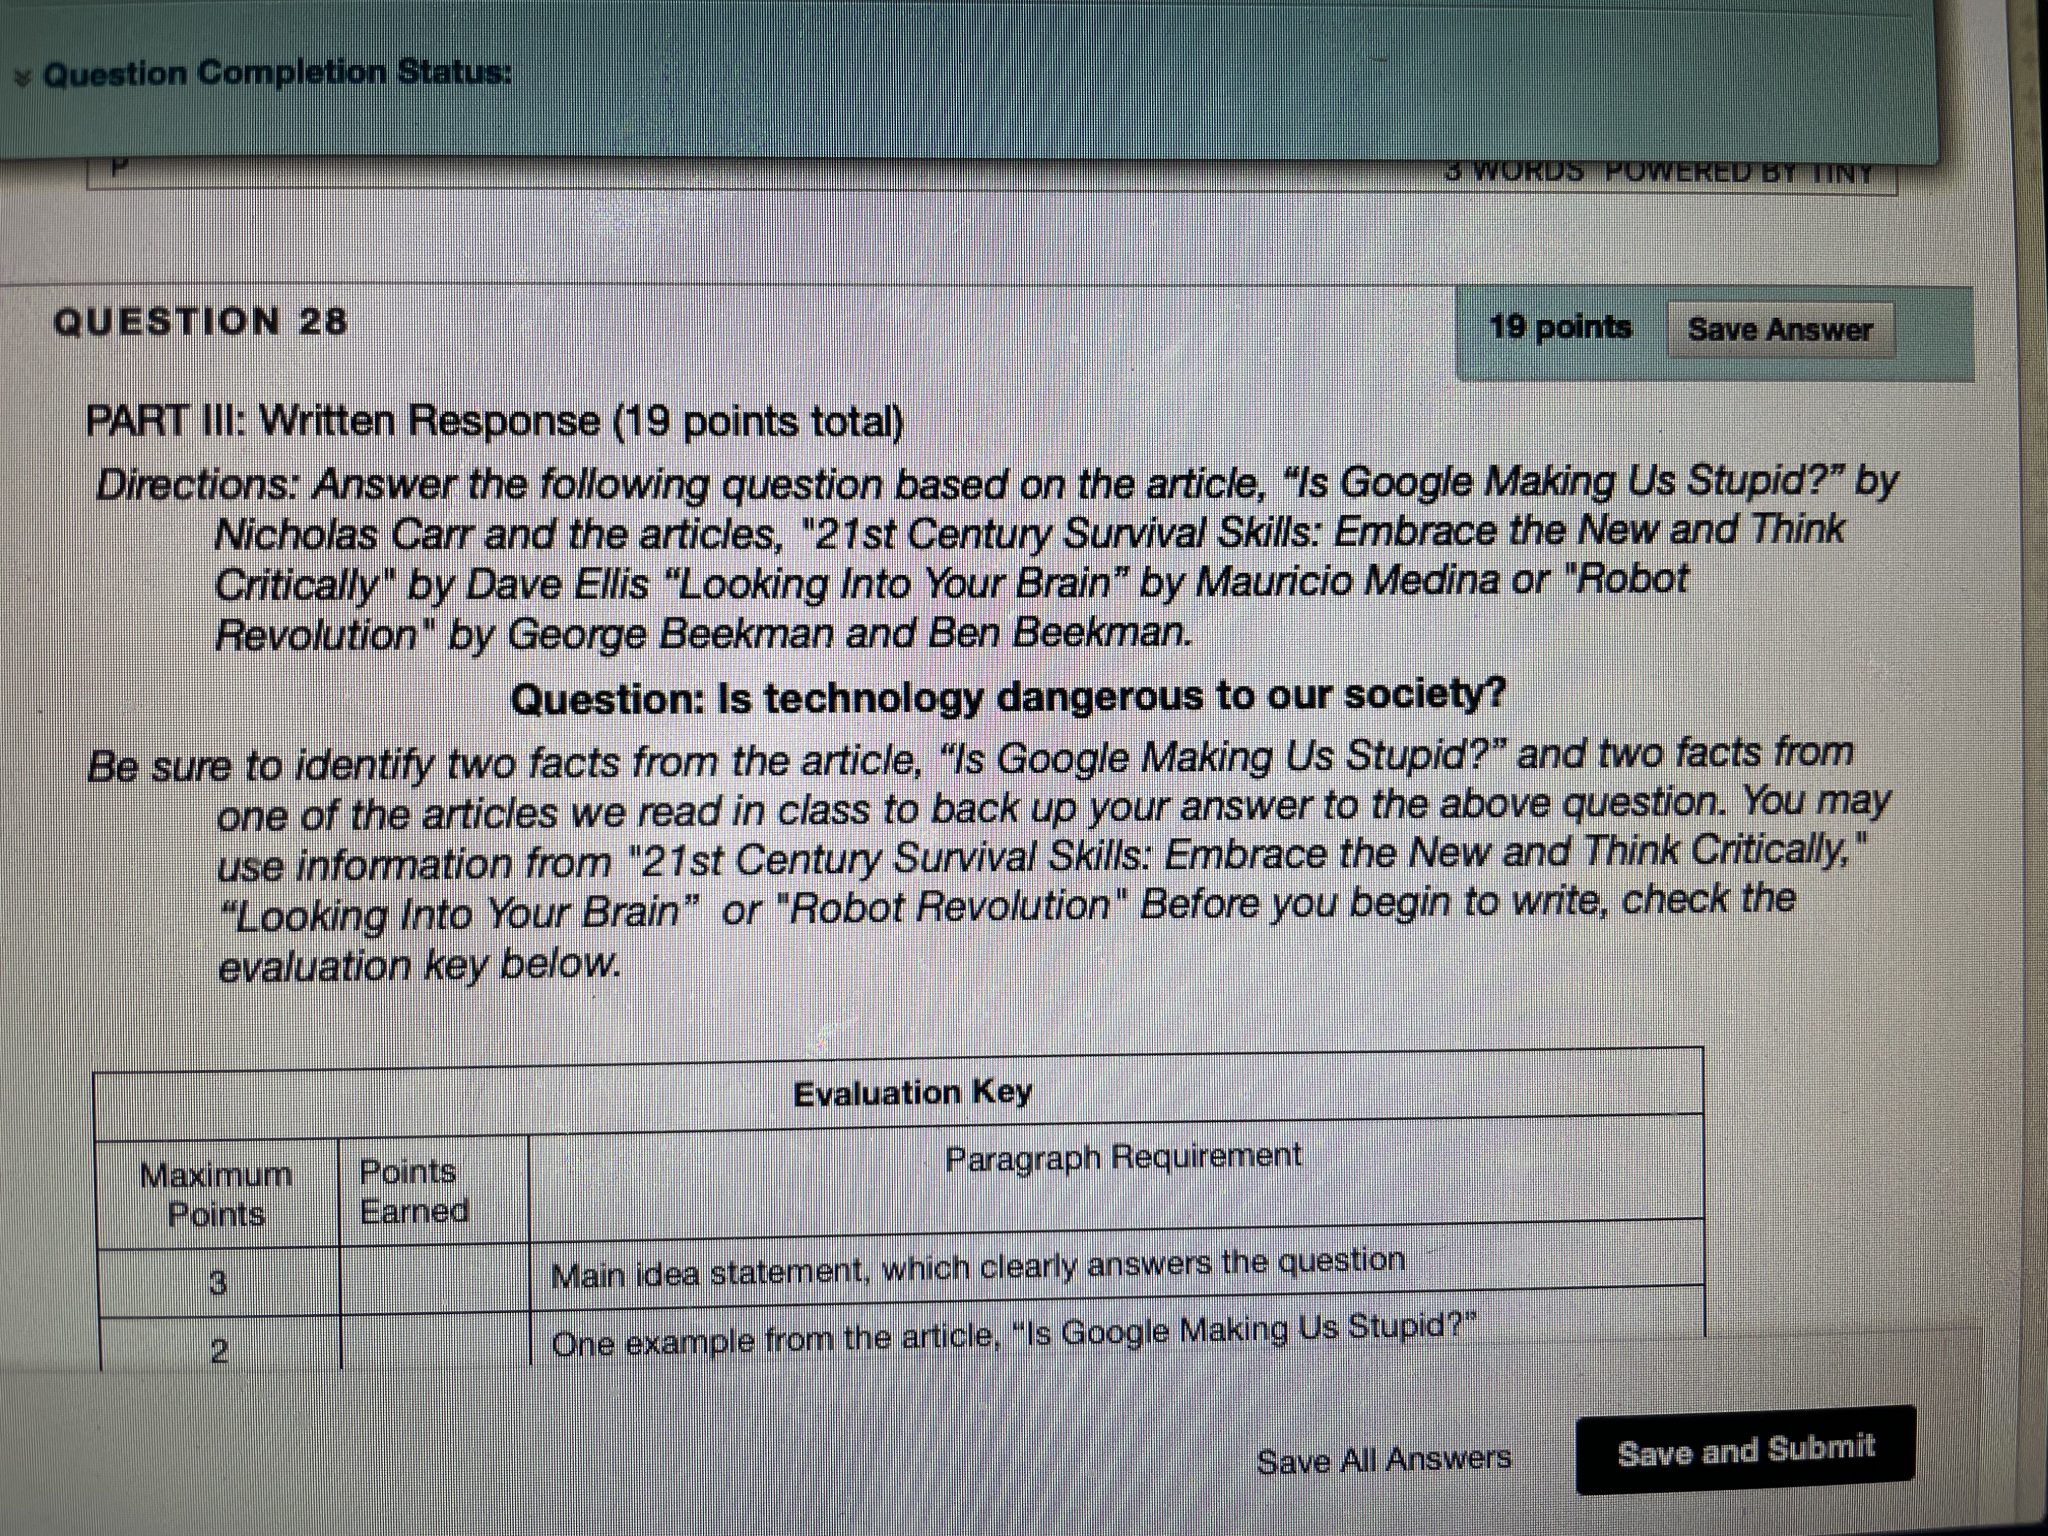 Question Completion Status:
P
3 WORDS POWERED BY TINY
QUESTION 28
19 points
Save Answer
PART III: Written Response (19 points total)
Directions: Answer the following question based on the article, “Is Google Making Us Stupid?” by
Nicholas Carr and the articles, "21st Century Survival Skills: Embrace the New and Think
Critically" by Dave Ellis “Looking Into Your Brain” by Mauricio Medina or "Robot
Revolution" by George Beekman and Ben Beekman.
Question: Is technology dangerous to our society?
Be sure to identify two facts from the article, “Is Google Making Us Stupid?” and two facts from
one of the articles we read in class to back up your answer to the above question. You may
use information from "21st Century Survival Skills: Embrace the New and Think Critically,"
“Looking Into Your Brain” or "Robot Revolution" Before you begin to write, check the
evaluation key below.
Evaluation Key
Maximum Points
Points Earned
Paragraph Requirement
3
Main idea statement, which clearly answers the question
2
One example from the article, “Is Google Making Us Stupid?”
Save All Answers
Save and Submit